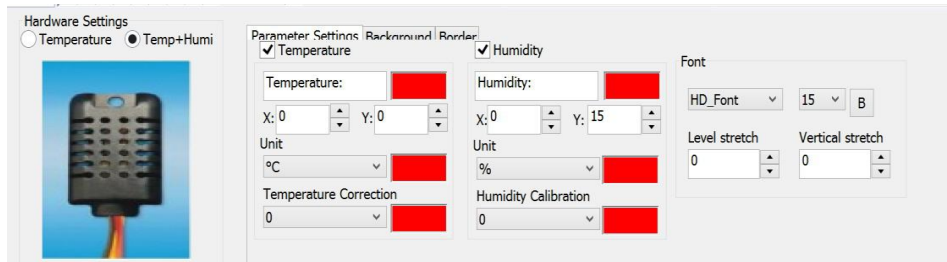 Hardware Settings
Temperature Temp+Humi
Parameter Settings Background Border
Temperature
Temperature:
X: 0 Y: 0
Unit
ºC
Temperature Correction
0
Humidity
Humidity:
X: 0 Y: 15
Unit
%
Humidity Calibration
0
Font
HD_Font 15 B
Level stretch Vertical stretch
0 0